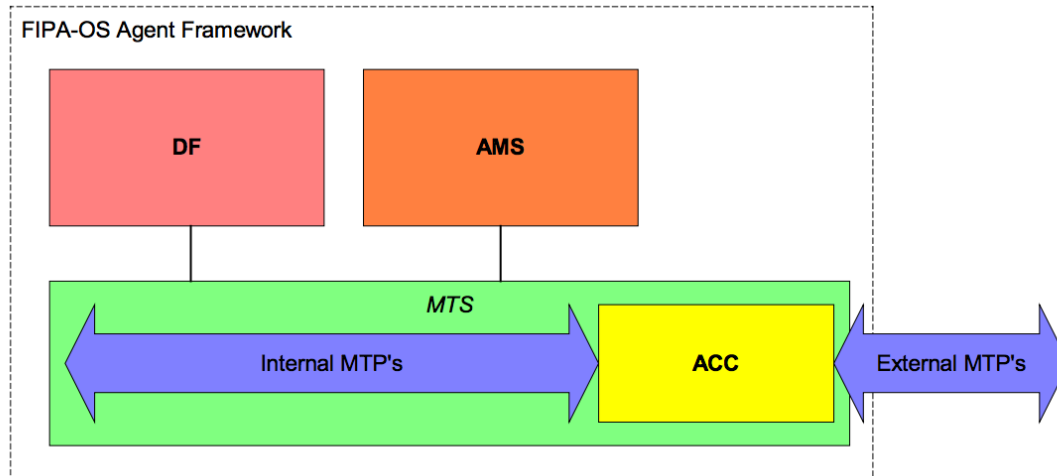 FIPA-OS Agent Framework
DF
AMS
MTS
Internal MTP's
ACC
External MTP's